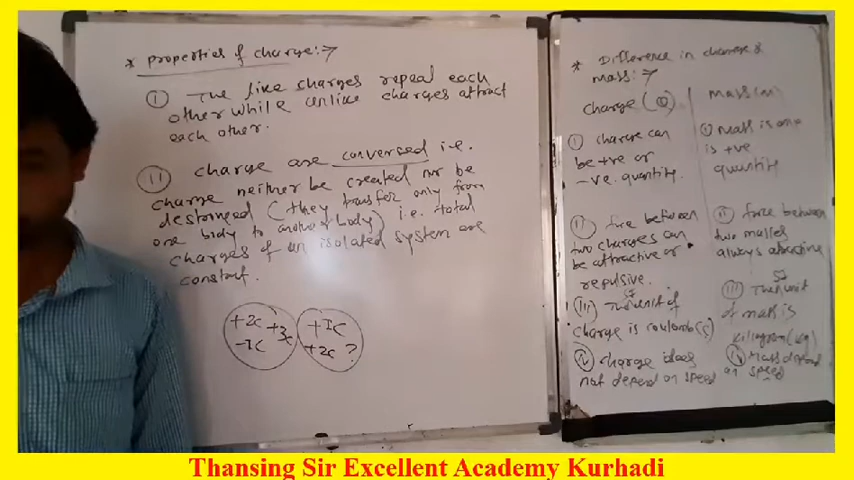 * properties of charge:-7
(I) The like charges repeal each
other while unlike charges attract
each other.
(II) charge are conversed i.e.
charge neither be created nor be
destroyed (they transfer only from
one body to another body) i.e. total
charges of an isolated system are
constant.
+2C +3C
-1C
+1C
+2C ?
* Difference in charge &
mass:-7
charge (Q)
(I) charge can
be +ve or
-ve. quantity.
(II) force between
two charges can
be attractive or
repulsive.
(III) The SI unit of
charge is coulomb(C)
(IV) charge does
not depend on speed
mass(m)
(I) mass is one
is +ve
quantity
(II) force between
two masses
always attractive
(III) The SI unit
of mass is
kilogram(kg)
(IV) Mass depend
on speed
Thansing Sir Excellent Academy Kurhadi